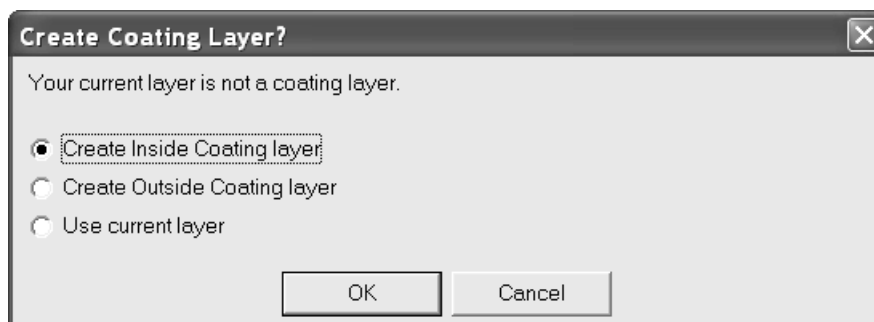 Create Coating Layer?
Your current layer is not a coating layer.
Create Inside Coating layer
Create Outside Coating layer
Use current layer
OK Cancel